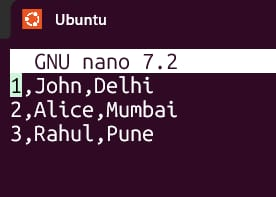 Ubuntu
GNU nano 7.2
1,John,Delhi
2,Alice,Mumbai
3,Rahul,Pune